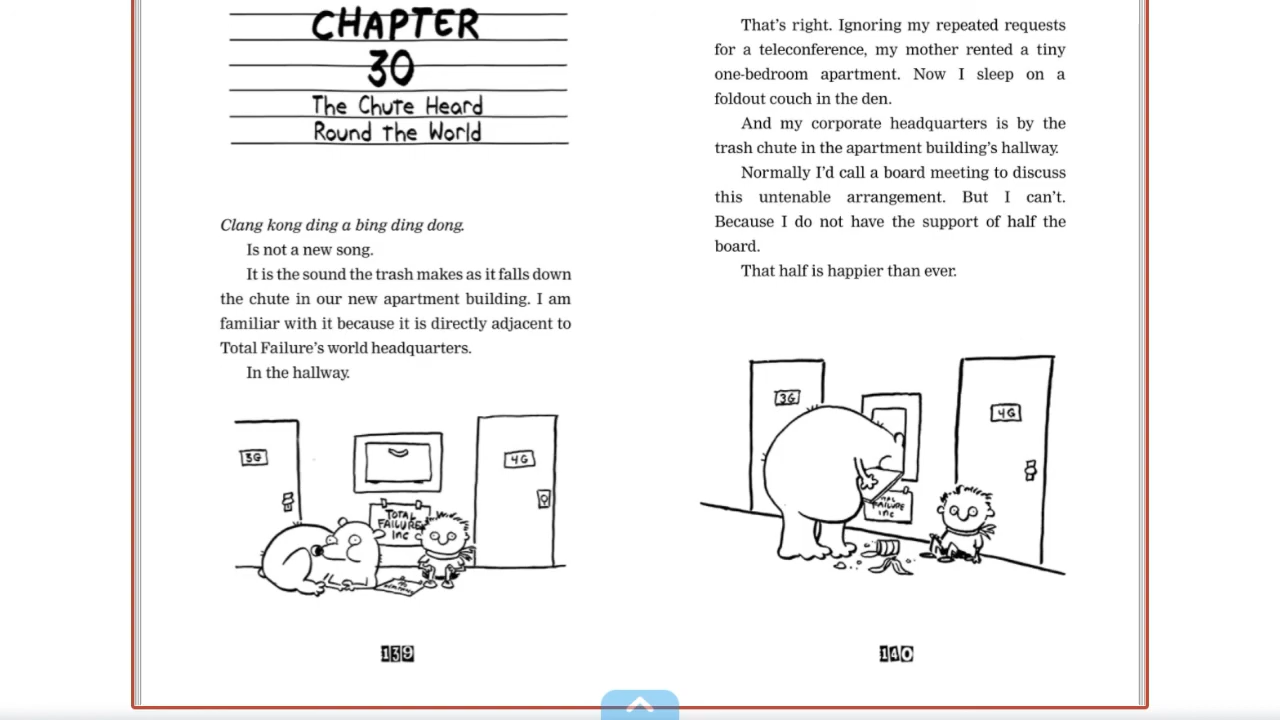 CHAPTER
30
The Chute Heard
Round the World
Clang kong ding a bing ding dong.
Is not a new song.
It is the sound the trash makes as it falls down
the chute in our new apartment building. I am
familiar with it because it is directly adjacent to
Total Failure’s world headquarters.
In the hallway.
3G
4G
TOTAL
FAILURE
INC
139
That’s right. Ignoring my repeated requests
for a teleconference, my mother rented a tiny
one-bedroom apartment. Now I sleep on a
foldout couch in the den.
And my corporate headquarters is by the
trash chute in the apartment building’s hallway.
Normally I’d call a board meeting to discuss
this untenable arrangement. But I can’t.
Because I do not have the support of half the
board.
That half is happier than ever.
3G
4G
FAILURE
INC
140